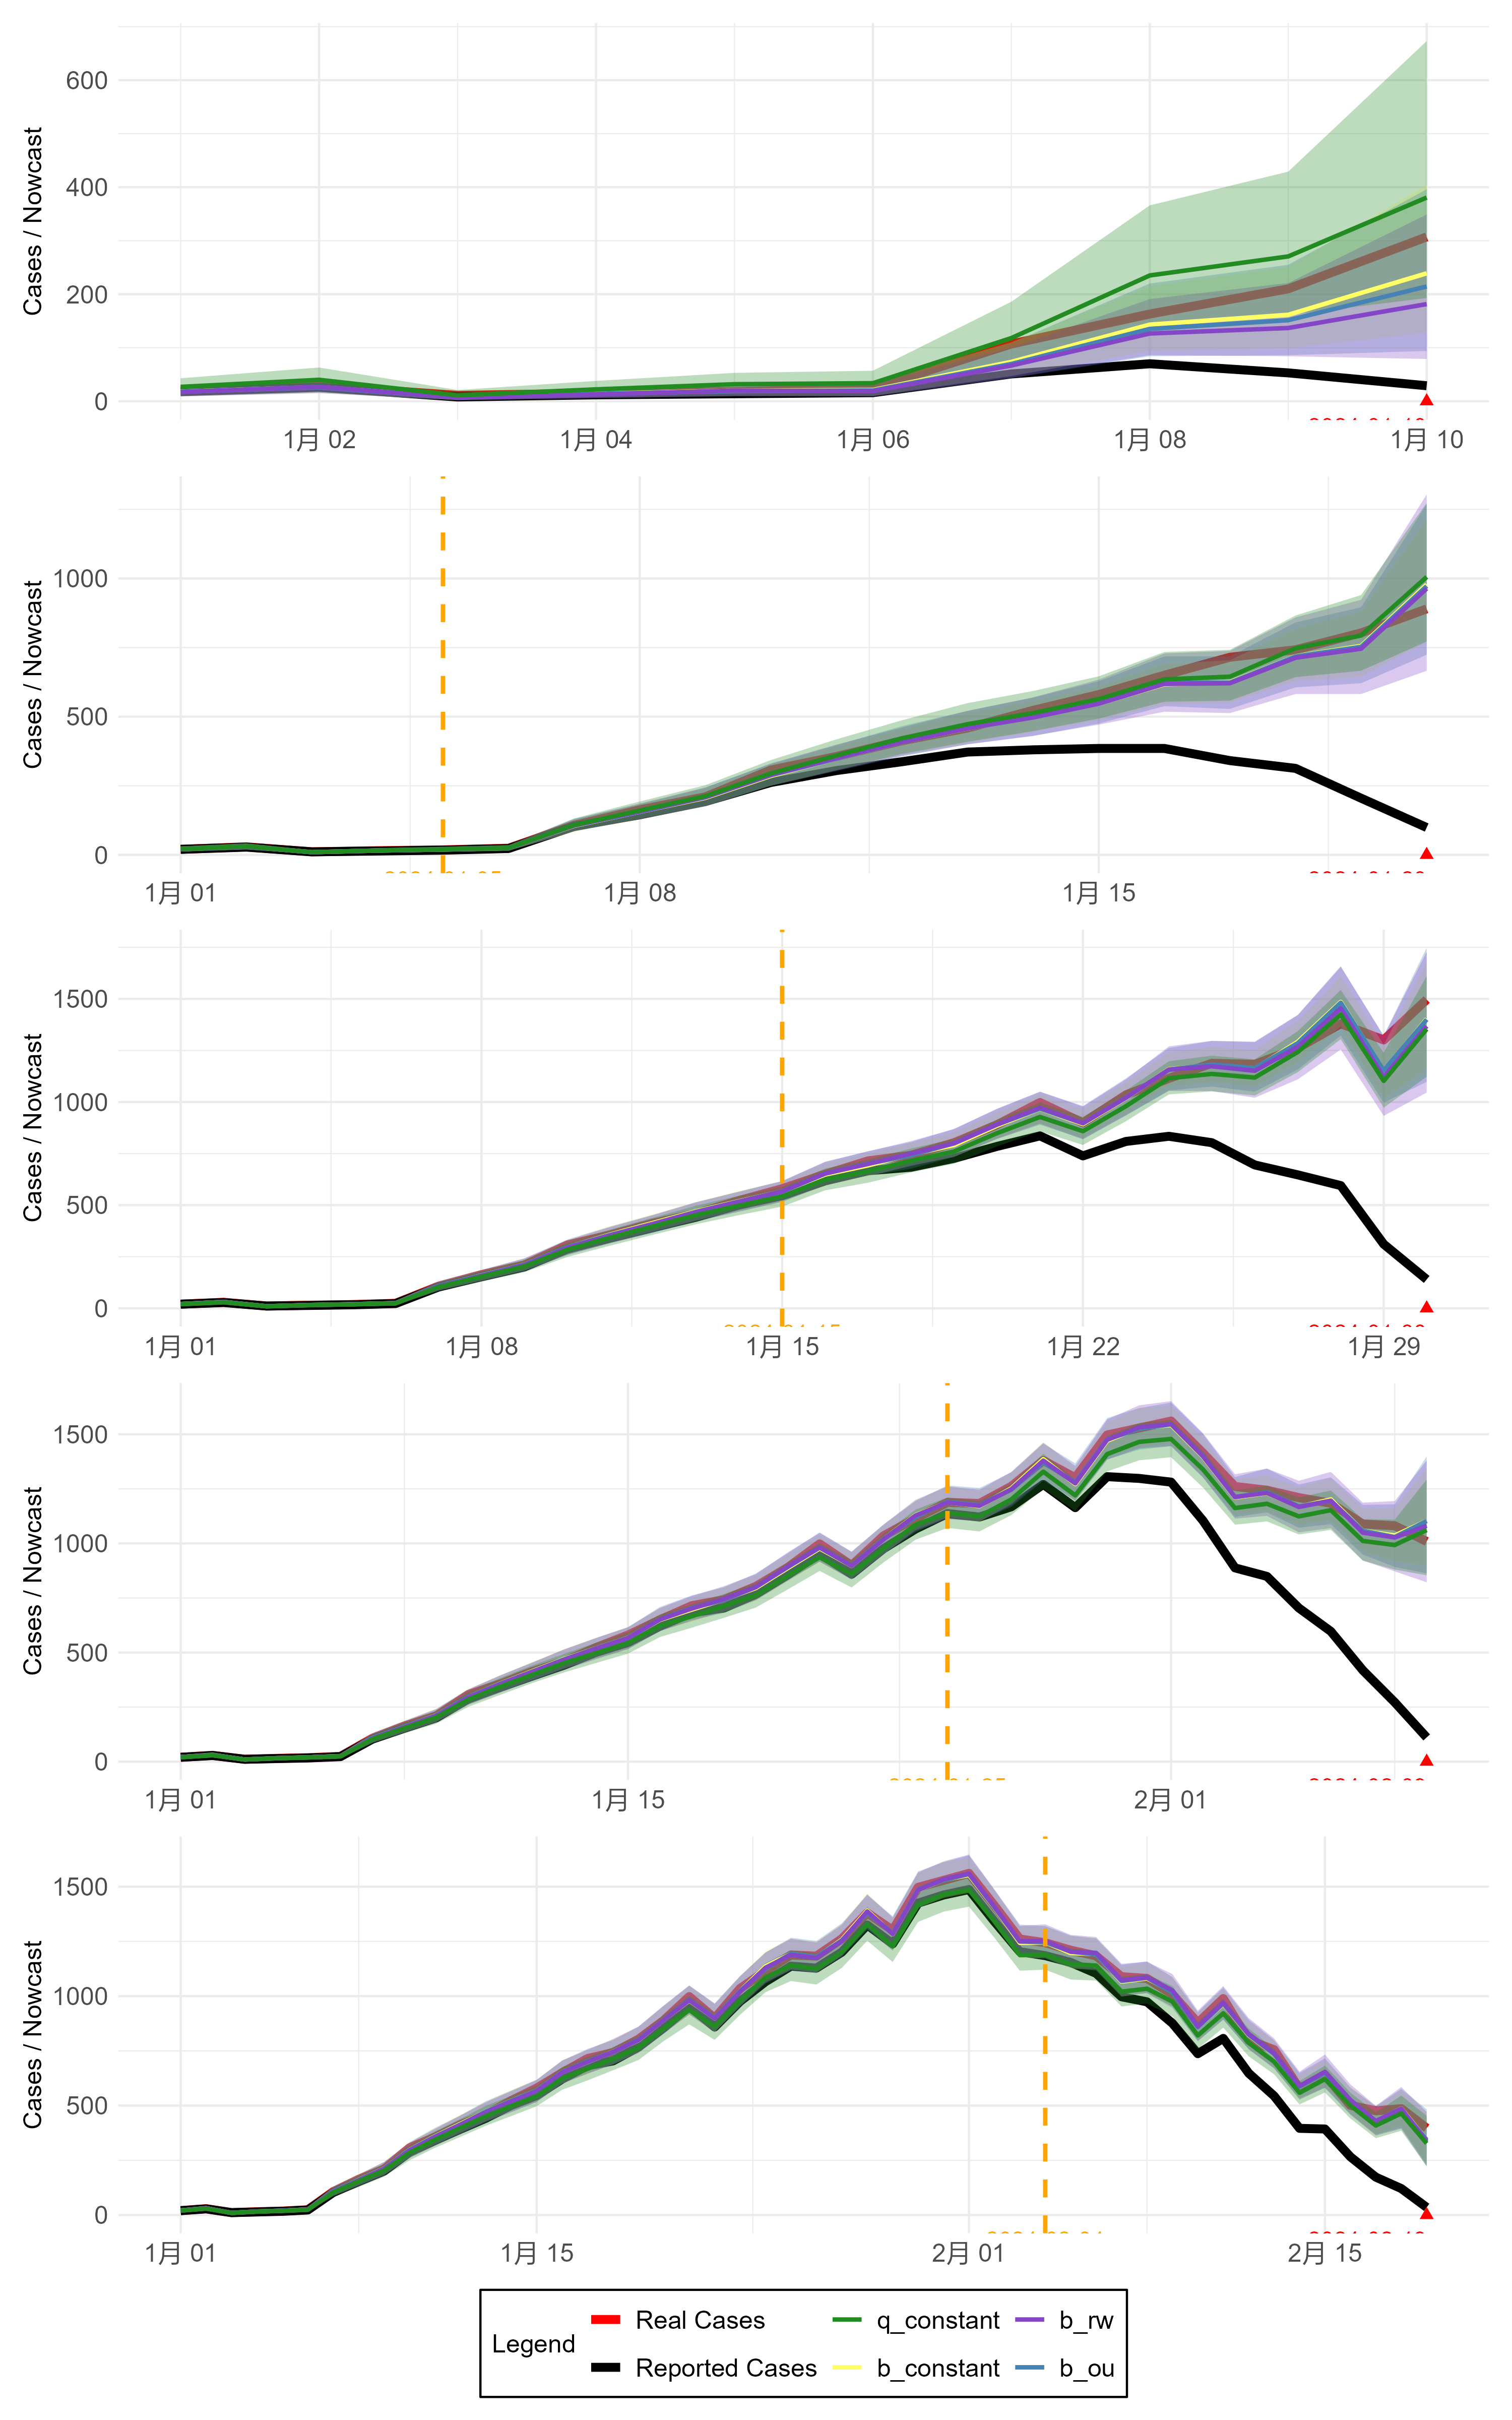 Cases / Nowcast
600
400
200
0
1月 02
1月 04
1月 06
1月 08
1月 10
Cases / Nowcast
1000
500
0
1月 01
1月 08
1月 15
Cases / Nowcast
1500
1000
500
0
1月 01
1月 08
1月 15
1月 22
1月 29
Cases / Nowcast
1500
1000
500
0
1月 01
1月 15
2月 01
Cases / Nowcast
1500
1000
500
0
1月 01
1月 15
2月 01
2月 15
Legend
Real Cases
q_constant
b_rw
Reported Cases
b_constant
b_ou